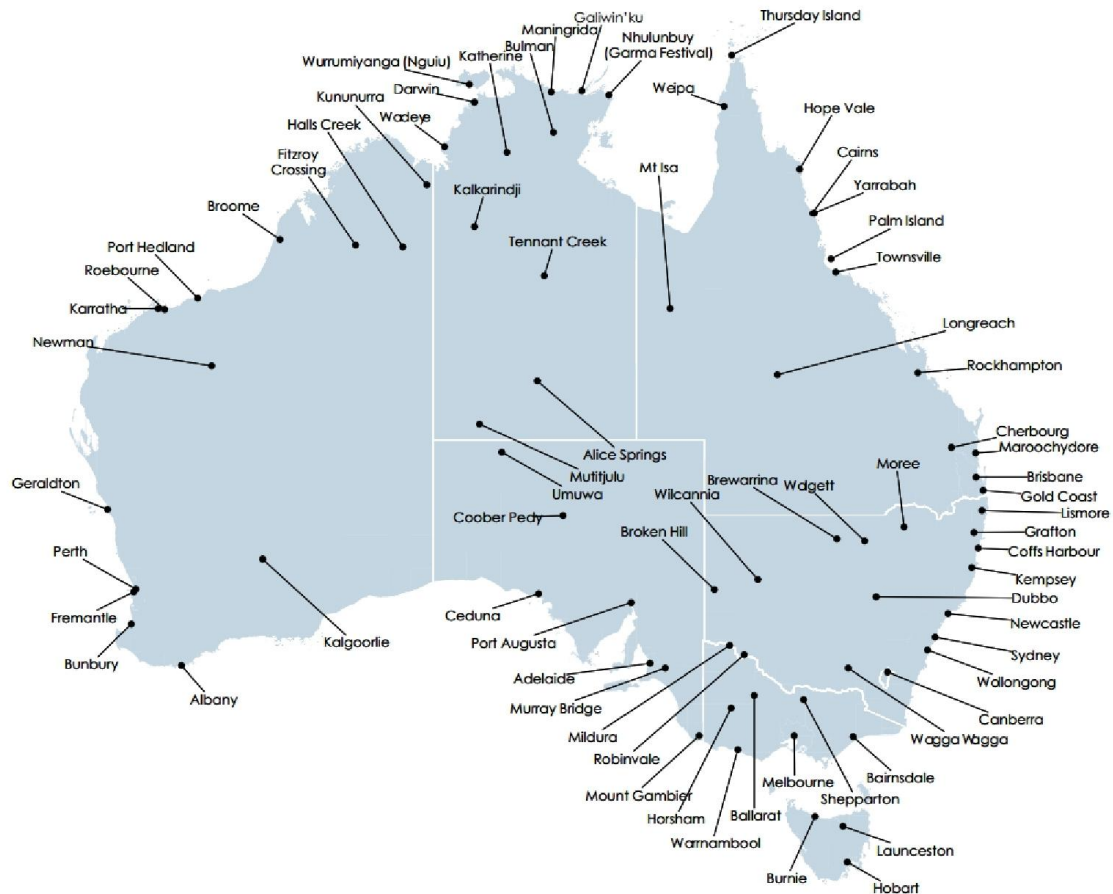 Thursday Island
Galiwin'ku
Maningrida
Nhulunbuy
(Garma Festival)
Bulman
Katherine
Wurrumiyanga (Nguiu)
Darwin
Weipa
Kununurra
Wadeye
Hope Vale
Halls Creek
Fitzroy
Crossing
Mt Isa
Cairns
Kalkarindji
Yarrabah
Broome
Palm Island
Port Hedland
Tennant Creek
Townsville
Roebourne
Karratha
Longreach
Newman
Rockhampton
Cherbourg
Maroochydore
Alice Springs
Moree
Mutitjulu
Brisbane
Geraldton
Umuwa
Brewarrina
Walgett
Wilcannia
Gold Coast
Lismore
Coober Pedy
Broken Hill
Grafton
Coffs Harbour
Perth
Kempsey
Dubbo
Fremantle
Ceduna
Newcastle
Port Augusta
Kalgoorlie
Bunbury
Sydney
Adelaide
Wollongong
Albany
Murray Bridge
Canberra
Mildura
Wagga Wagga
Robinvale
Bairnsdale
Melbourne
Mount Gambier
Shepparton
Horsham
Ballarat
Warnambool
Launceston
Burnie
Hobart